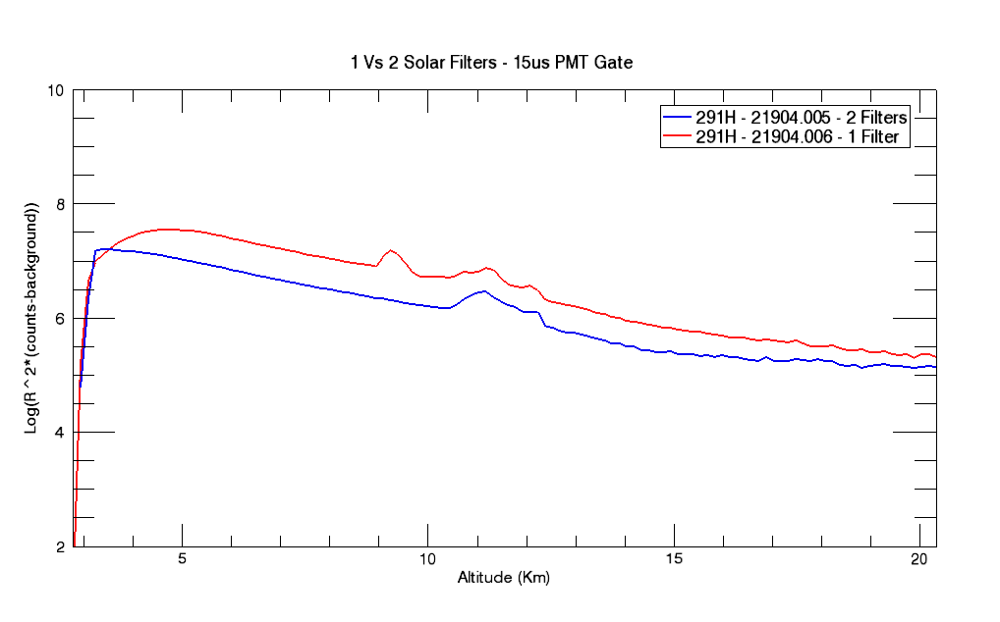 1 Vs 2 Solar Filters - 15us PMT Gate
291H - 21904.005 - 2 Filters
291H - 21904.006 - 1 Filter
Log(R^2*(counts-background))
10
8
6
4
2
5
10
15
20
Altitude (Km)